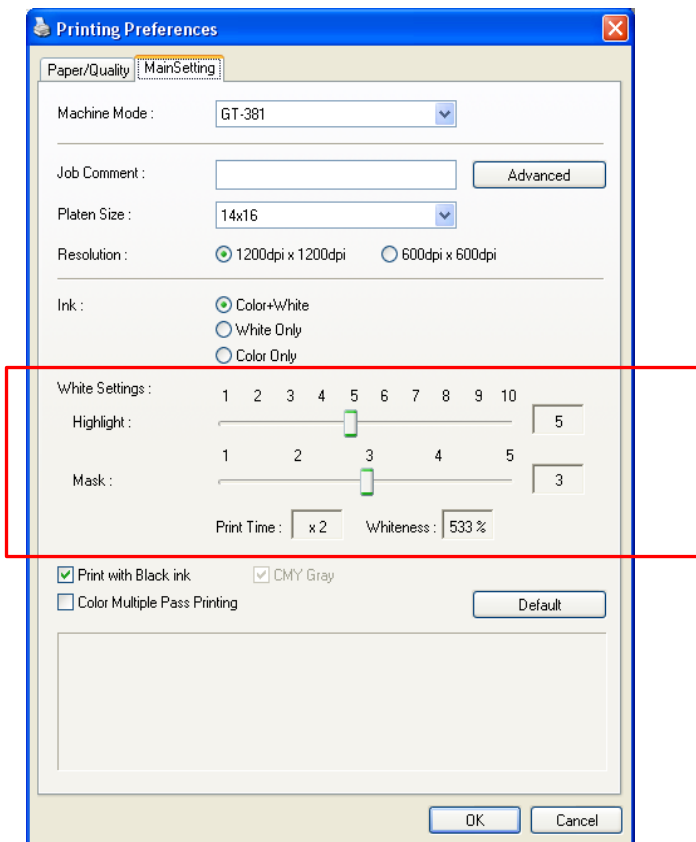 Printing Preferences
Paper/Quality MainSetting
Machine Mode : GT-381
Job Comment : Advanced
Platen Size : 14x16
Resolution : 1200dpi x 1200dpi 600dpi x 600dpi
Ink : Color+White
White Only
Color Only
White Settings : 1 2 3 4 5 6 7 8 9 10
Highlight : 5
1 2 3 4 5
Mask : 3
Print Time : x 2 Whiteness : 533 %
Print with Black ink CMY Gray
Color Multiple Pass Printing Default
OK Cancel